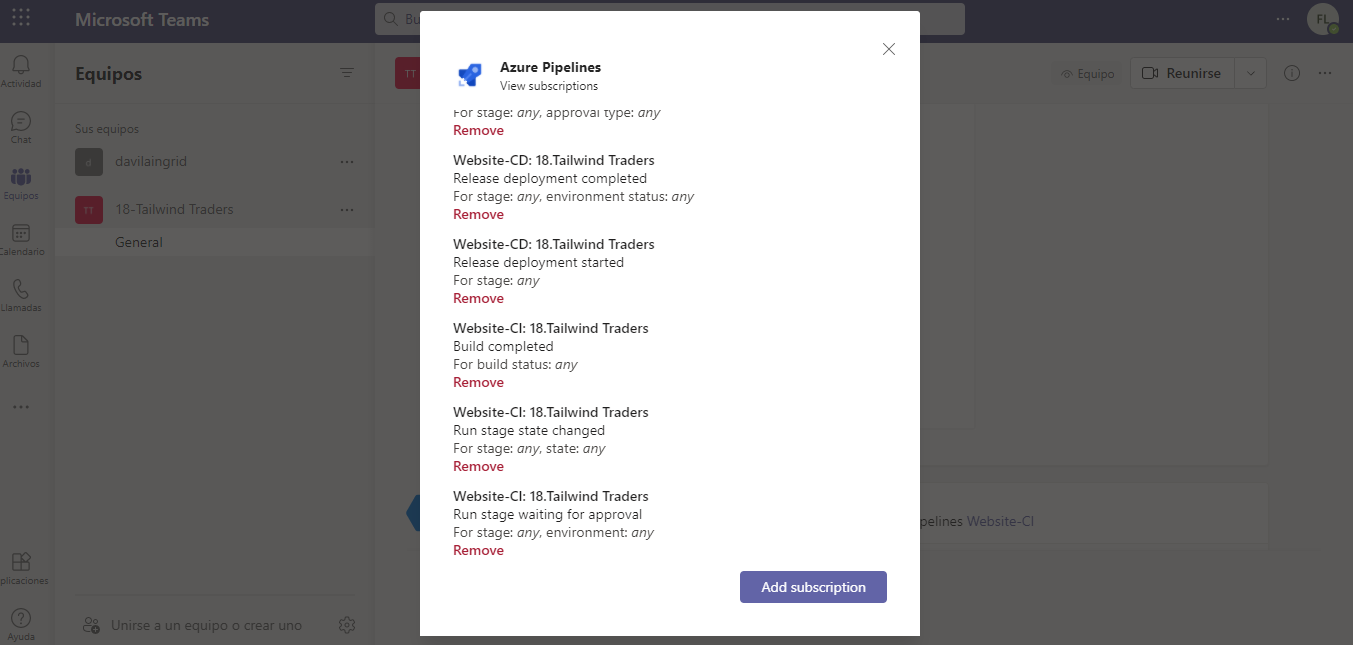 Microsoft Teams
Bu
FL
Actividad
Chat
Equipos
Calendario
Llamadas
Archivos
plicaciones
Ayuda
Equipos
Sus equipos
d davilaingrid
TT 18-Tailwind Traders
General
Unirse a un equipo o crear uno
TT
Equipo
Reunirse
pelines Website-CI
Azure Pipelines
View subscriptions
For stage: any, approval type: any
Remove
Website-CD: 18.Tailwind Traders
Release deployment completed
For stage: any, environment status: any
Remove
Website-CD: 18.Tailwind Traders
Release deployment started
For stage: any
Remove
Website-CI: 18.Tailwind Traders
Build completed
For build status: any
Remove
Website-CI: 18.Tailwind Traders
Run stage state changed
For stage: any, state: any
Remove
Website-CI: 18.Tailwind Traders
Run stage waiting for approval
For stage: any, environment: any
Remove
Add subscription